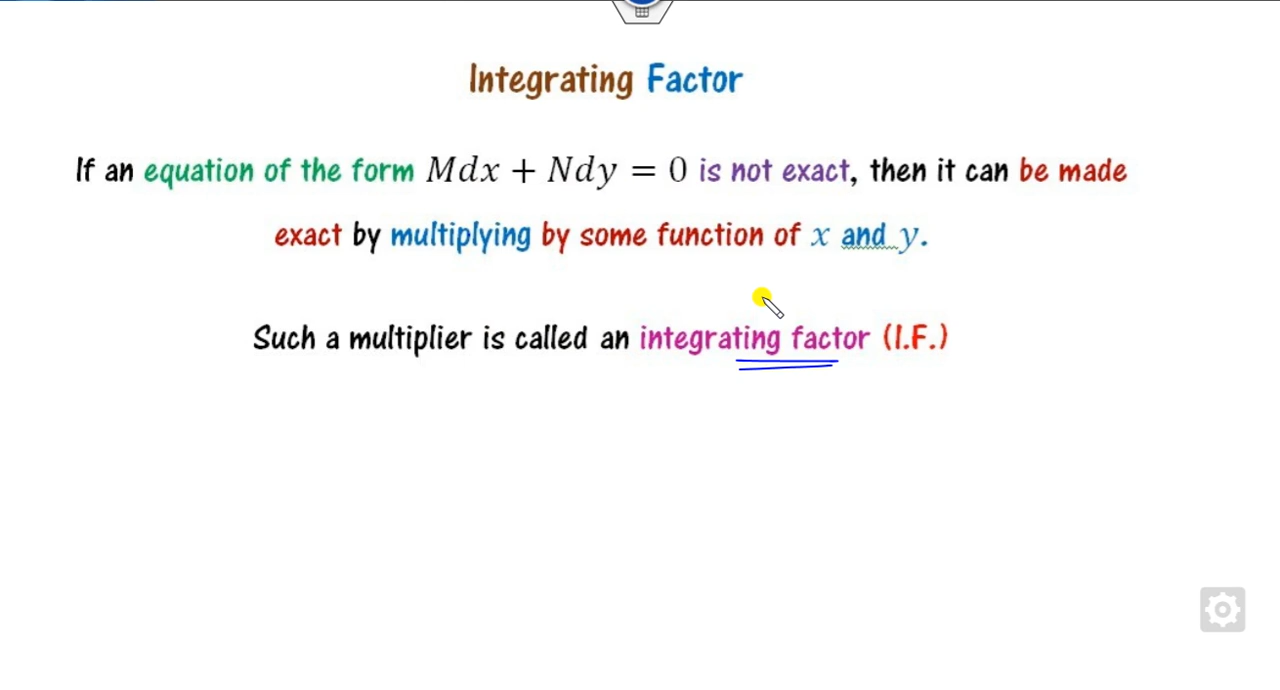 Integrating Factor
If an equation of the form Mdx + Ndy = 0 is not exact, then it can be made
exact by multiplying by some function of x and y.
Such a multiplier is called an integrating factor (I.F.)